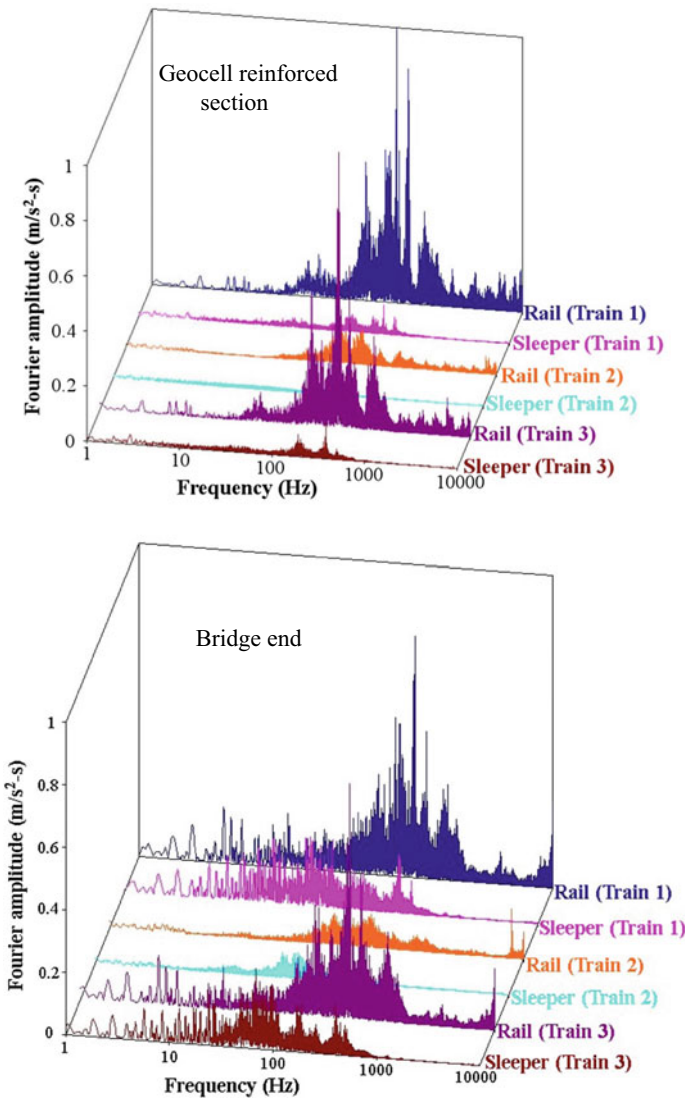 Geocell reinforced
section
Fourier amplitude (m/s²-s)
1
0.8
0.6
0.4
0.2
0
1
10
100
1000
10000
Frequency (Hz)
Rail (Train 1)
Sleeper (Train 1)
Rail (Train 2)
Sleeper (Train 2)
Rail (Train 3)
Sleeper (Train 3)
Bridge end
Fourier amplitude (m/s²-s)
1
0.8
0.6
0.4
0.2
0
1
10
100
1000
10000
Frequency (Hz)
Rail (Train 1)
Sleeper (Train 1)
Rail (Train 2)
Sleeper (Train 2)
Rail (Train 3)
Sleeper (Train 3)